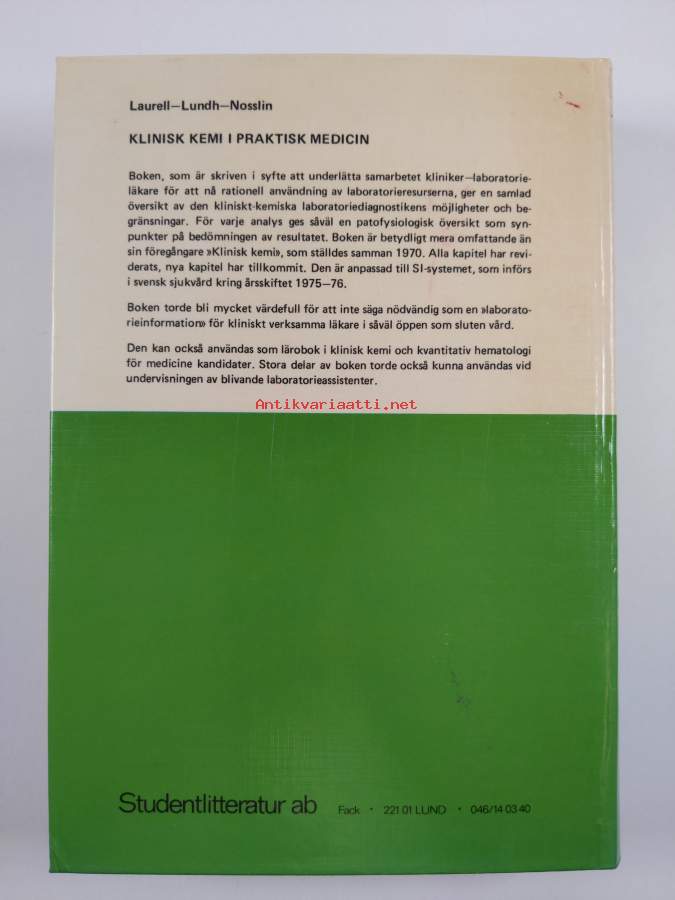 Laurell—Lundh—Nosslin
KLINISK KEMI I PRAKTISK MEDICIN
Boken, som är skriven i syfte att underlätta samarbetet kliniker—laboratorie-
läkare för att nå rationell användning av laboratorieresurserna, ger en samlad
översikt av den kliniskt-kemiska laboratoriediagnostikens möjligheter och be-
gränsningar. För varje analys ges såväl en patofysiologisk översikt som syn-
punkter på bedömningen av resultatet. Boken är betydligt mera omfattande än
sin föregångare »Klinisk kemi», som ställdes samman 1970. Alla kapitel har revi-
derats, nya kapitel har tillkommit. Den är anpassad till SI-systemet, som införs
i svensk sjukvård kring årsskiftet 1975—76.
Boken torde bli mycket värdefull för att inte säga nödvändig som en »laborato-
rieinformation» för kliniskt verksamma läkare i såväl öppen som sluten vård.
Den kan också användas som lärobok i klinisk kemi och kvantitativ hematologi
för medicine kandidater. Stora delar av boken torde också kunna användas vid
undervisningen av blivande laboratorieassistenter.
Antikvariaatti.net
Studentlitteratur ab Fack • 221 01 LUND • 046/14 03 40